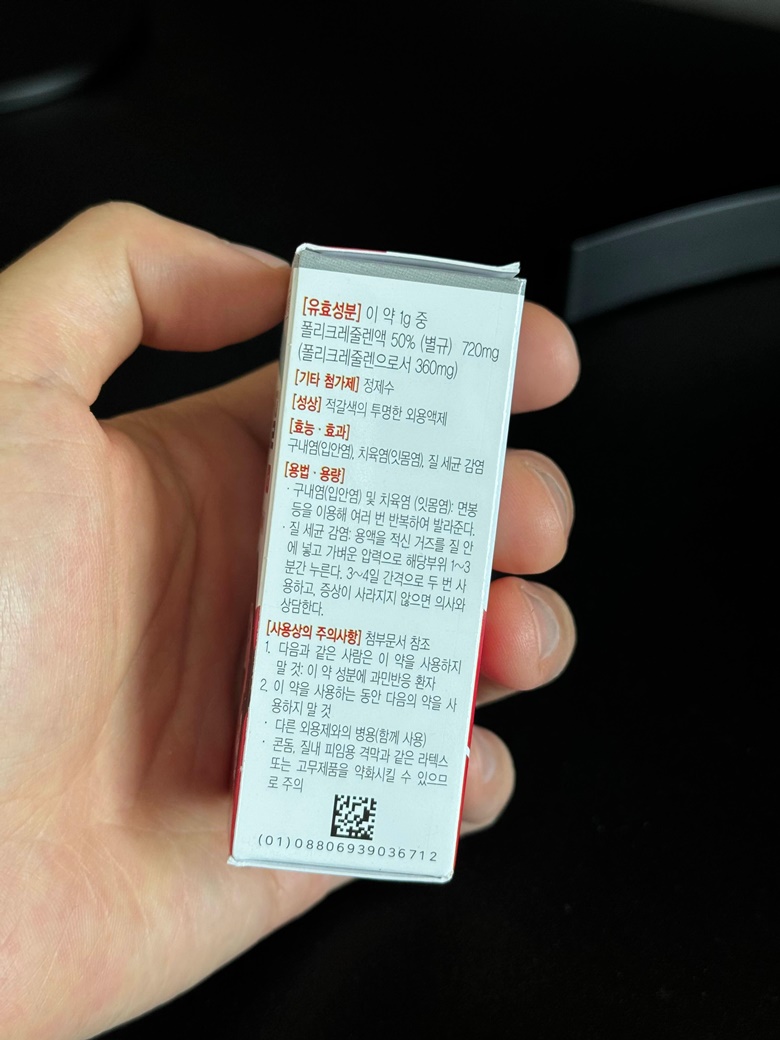 [유효성분] 이 약 1g 중
폴리크레줄렌액 50% (별규) 720mg
(폴리크레줄렌으로서 360mg)
[기타 첨가제] 정제수
[성상] 적갈색의 투명한 외용액제
[효능·효과]
구내염(입안염), 치육염(잇몸염), 질 세균 감염
[용법·용량]
· 구내염(입안염) 및 치육염 (잇몸염): 면봉
등을 이용해 여러 번 반복하여 발라준다.
· 질 세균 감염: 용액을 적신 거즈를 질 안
에 넣고 가벼운 압력으로 해당부위 1~3
분간 누른다. 3~4일 간격으로 두 번 사
용하고, 증상이 사라지지 않으면 의사와
상담한다.
[사용상의 주의사항] 첨부문서 참조
1. 다음과 같은 사람은 이 약을 사용하지
말 것: 이 약 성분에 과민반응 환자
2. 이 약을 사용하는 동안 다음의 약을 사
용하지 말 것
· 다른 외용제와의 병용(함께 사용)
· 콘돔, 질내 피임용 격막과 같은 라텍스
또는 고무제품을 약화시킬 수 있으므
로 주의
(01)08806939036712